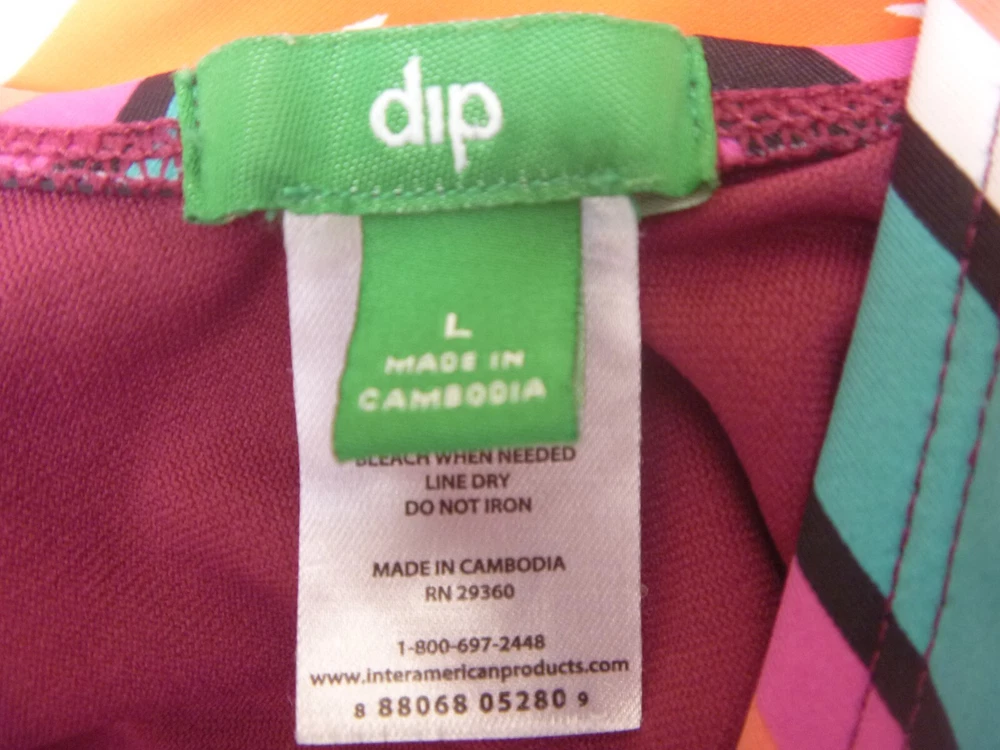 dip
L
MADE IN
CAMBODIA
BLEACH WHEN NEEDED
LINE DRY
DO NOT IRON
MADE IN CAMBODIA
RN 29360
1-800-697-2448
www.interamericanproducts.com
8 88068 05280 9